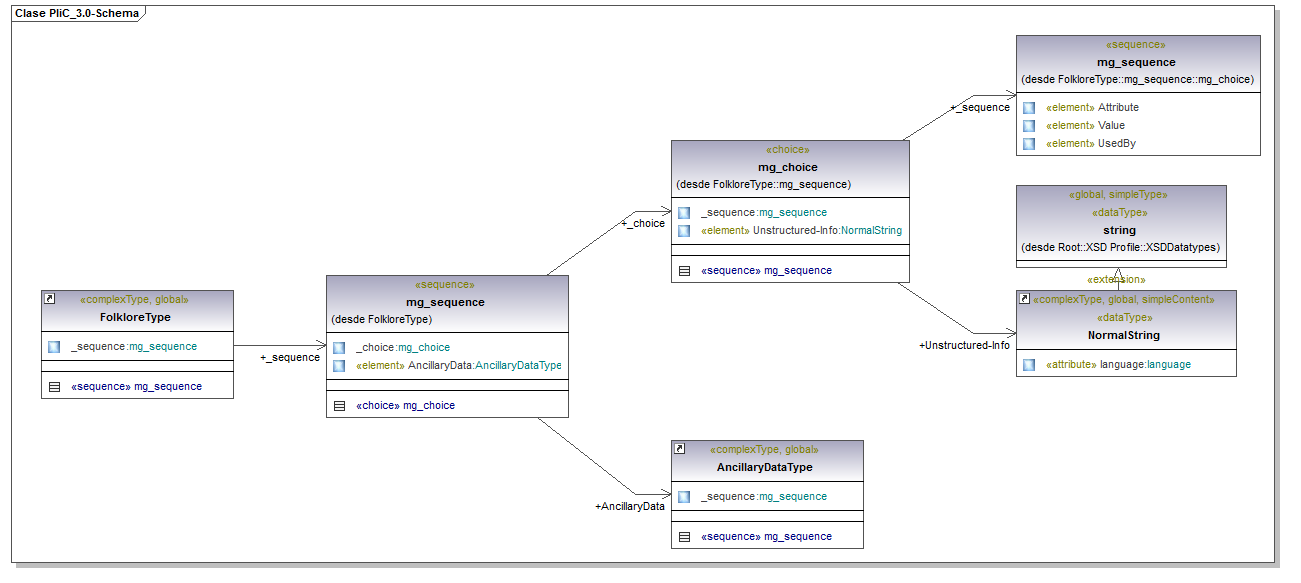 Clase PliC_3.0-Schema
«complexType, global»
FolkloreType
_sequence:mg_sequence
«sequence» mg_sequence
+_sequence
«sequence»
mg_sequence
(desde FolkloreType)
_choice:mg_choice
«element» AncillaryData:AncillaryDataType
«choice» mg_choice
+_choice
+AncillaryData
«choice»
mg_choice
(desde FolkloreType::mg_sequence)
_sequence:mg_sequence
«element» Unstructured-Info:NormalString
«sequence» mg_sequence
+_sequence
+Unstructured-Info
«complexType, global»
AncillaryDataType
_sequence:mg_sequence
«sequence» mg_sequence
«sequence»
mg_sequence
(desde FolkloreType::mg_sequence::mg_choice)
«element» Attribute
«element» Value
«element» UsedBy
«global, simpleType»
«dataType»
string
(desde Root::XSD Profile::XSDDatatypes)
«extension»
«complexType, global, simpleContent»
«dataType»
NormalString
«attribute» language:language